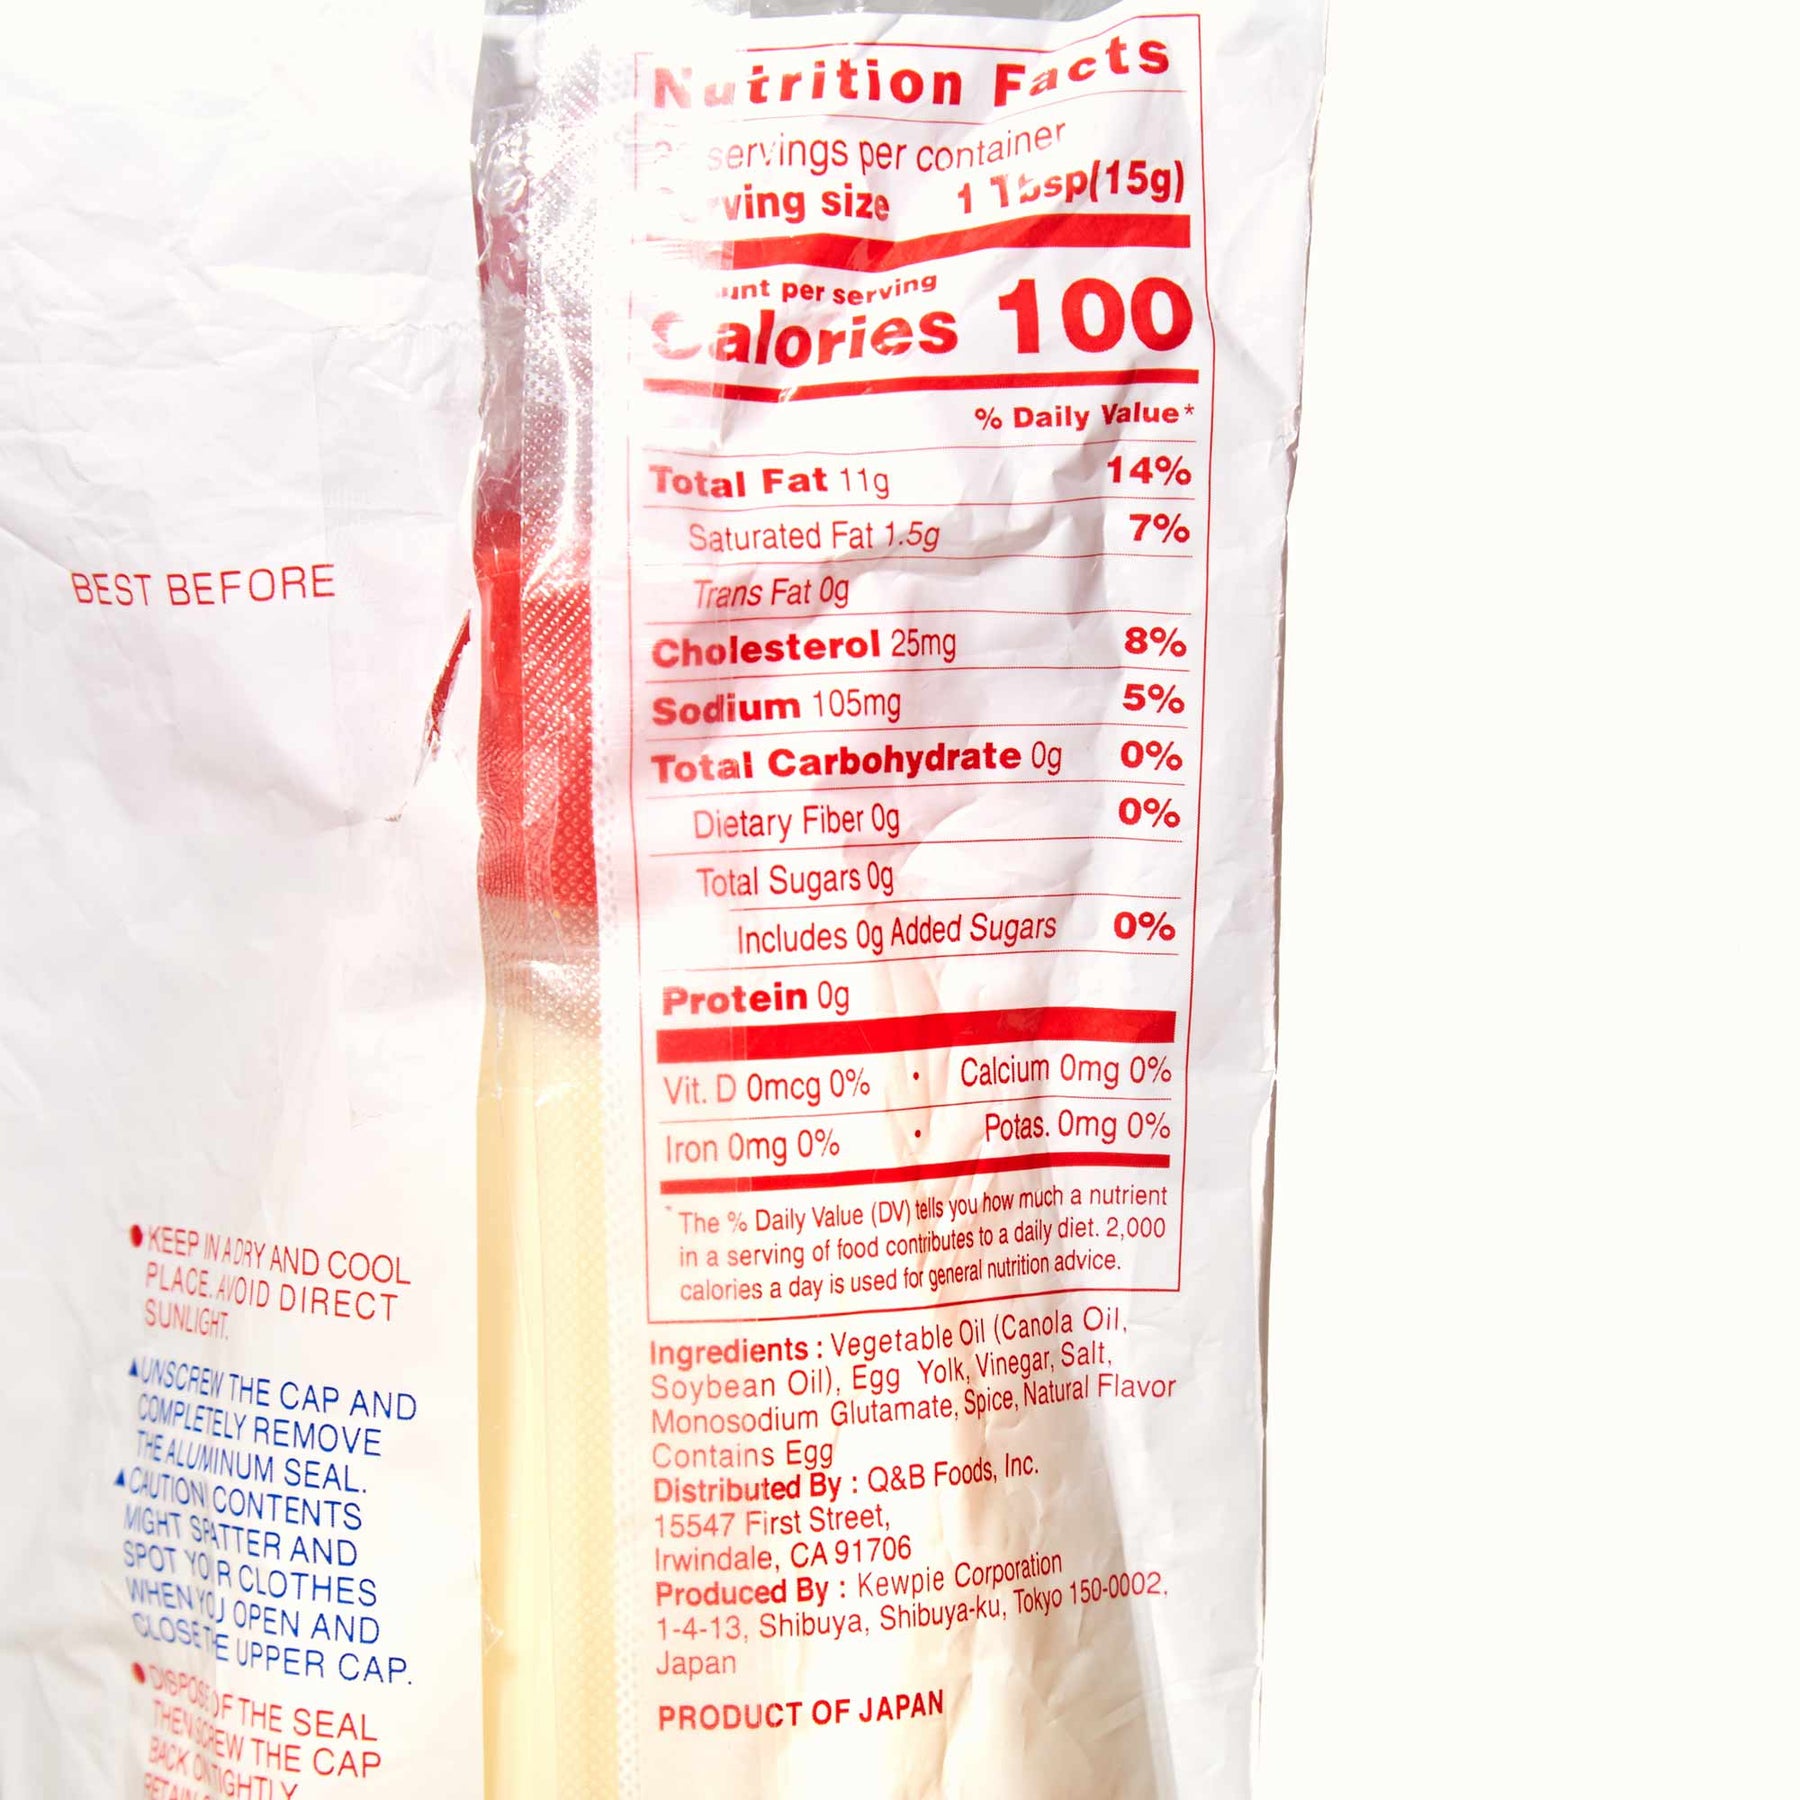 BEST BEFORE
● KEEP IN A DRY AND COOL
PLACE. AVOID DIRECT
SUNLIGHT.
▲UNSCREW THE CAP AND
COMPLETELY REMOVE
THE ALUMINUM SEAL.
▲CAUTION CONTENTS
MIGHT SPATTER AND
SPOT YOUR CLOTHES
WHEN YOU OPEN AND
CLOSE THE UPPER CAP.
● DISPOSE OF THE SEAL
THEN SCREW THE CAP
BACK ON TIGHTLY
Nutrition Facts
servings per container
Serving size 1 Tbsp(15g)
Amount per serving
Calories 100
% Daily Value*
Total Fat 11g 14%
Saturated Fat 1.5g 7%
Trans Fat 0g
Cholesterol 25mg 8%
Sodium 105mg 5%
Total Carbohydrate 0g 0%
Dietary Fiber 0g 0%
Total Sugars 0g
Includes 0g Added Sugars 0%
Protein 0g
Vit. D 0mcg 0% • Calcium 0mg 0%
Iron 0mg 0% • Potas. 0mg 0%
* The % Daily Value (DV) tells you how much a nutrient
in a serving of food contributes to a daily diet. 2,000
calories a day is used for general nutrition advice.
Ingredients : Vegetable Oil (Canola Oil,
Soybean Oil), Egg Yolk, Vinegar, Salt,
Monosodium Glutamate, Spice, Natural Flavor
Contains Egg
Distributed By : Q&B Foods, Inc.
15547 First Street,
Irwindale, CA 91706
Produced By : Kewpie Corporation
1-4-13, Shibuya, Shibuya-ku, Tokyo 150-0002,
Japan
PRODUCT OF JAPAN